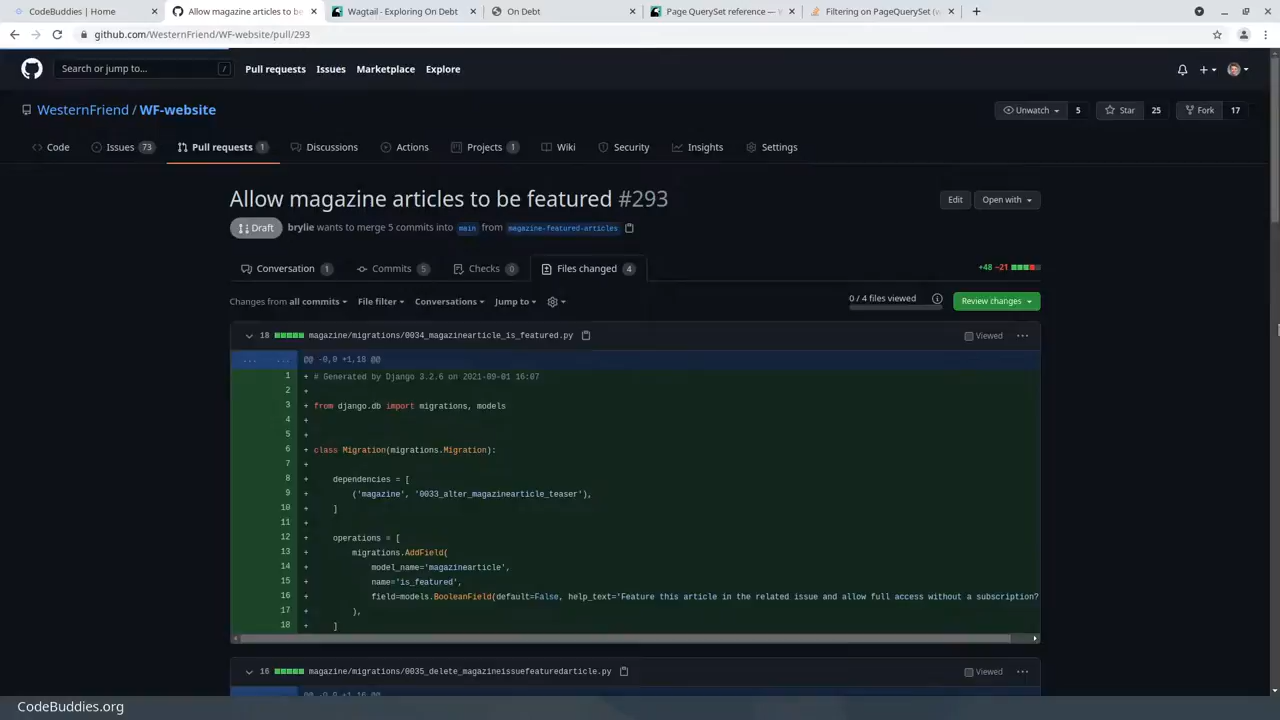 CodeBuddies | Home
Allow magazine articles to be
Wagtail - Exploring On Debt
On Debt
Page QuerySet reference — W
Filtering on PageQuerySet (w
github.com/WesternFriend/WF-website/pull/293
Search or jump to... /
Pull requests Issues Marketplace Explore
WesternFriend / WF-website
Unwatch 5 Star 25 Fork 17
Code Issues 73 Pull requests 1 Discussions Actions Projects 1 Wiki Security Insights Settings
Allow magazine articles to be featured #293
Edit Open with
Draft brylie wants to merge 5 commits into main from magazine-featured-articles
Conversation 1 Commits 5 Checks 0 Files changed 4
+48 −21
Changes from all commits File filter Conversations Jump to
0 / 4 files viewed Review changes
18 magazine/migrations/0034_magazinearticle_is_featured.py Viewed ...
... ... @@ -0,0 +1,18 @@
1 + # Generated by Django 3.2.6 on 2021-09-01 16:07
2 +
3 + from django.db import migrations, models
4 +
5 +
6 + class Migration(migrations.Migration):
7 +
8 + dependencies = [
9 + ('magazine', '0033_alter_magazinearticle_teaser'),
10 + ]
11 +
12 + operations = [
13 + migrations.AddField(
14 + model_name='magazinearticle',
15 + name='is_featured',
16 + field=models.BooleanField(default=False, help_text='Feature this article in the related issue and allow full access without a subscription?
17 + ),
18 + ]
16 magazine/migrations/0035_delete_magazineissuefeaturedarticle.py Viewed ...
@@ -0,0 +1,16 @@
CodeBuddies.org